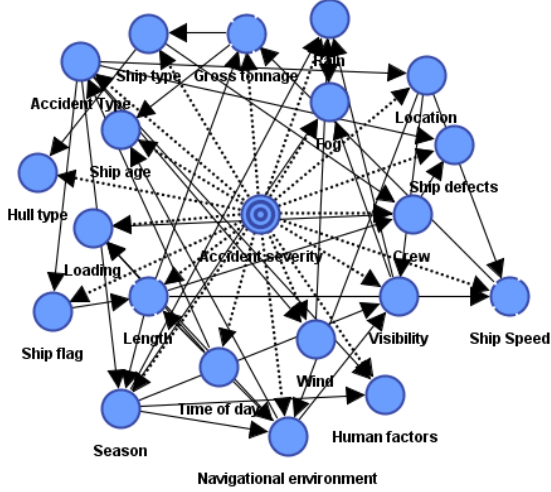 Rain
Ship type
Gross tonnage
Accident Type
Location
Fog
Ship age
Ship defects
Hull type
Accident severity
Crew
Loading
Length
Visibility
Ship Speed
Ship flag
Wind
Time of day
Human factors
Season
Navigational environment